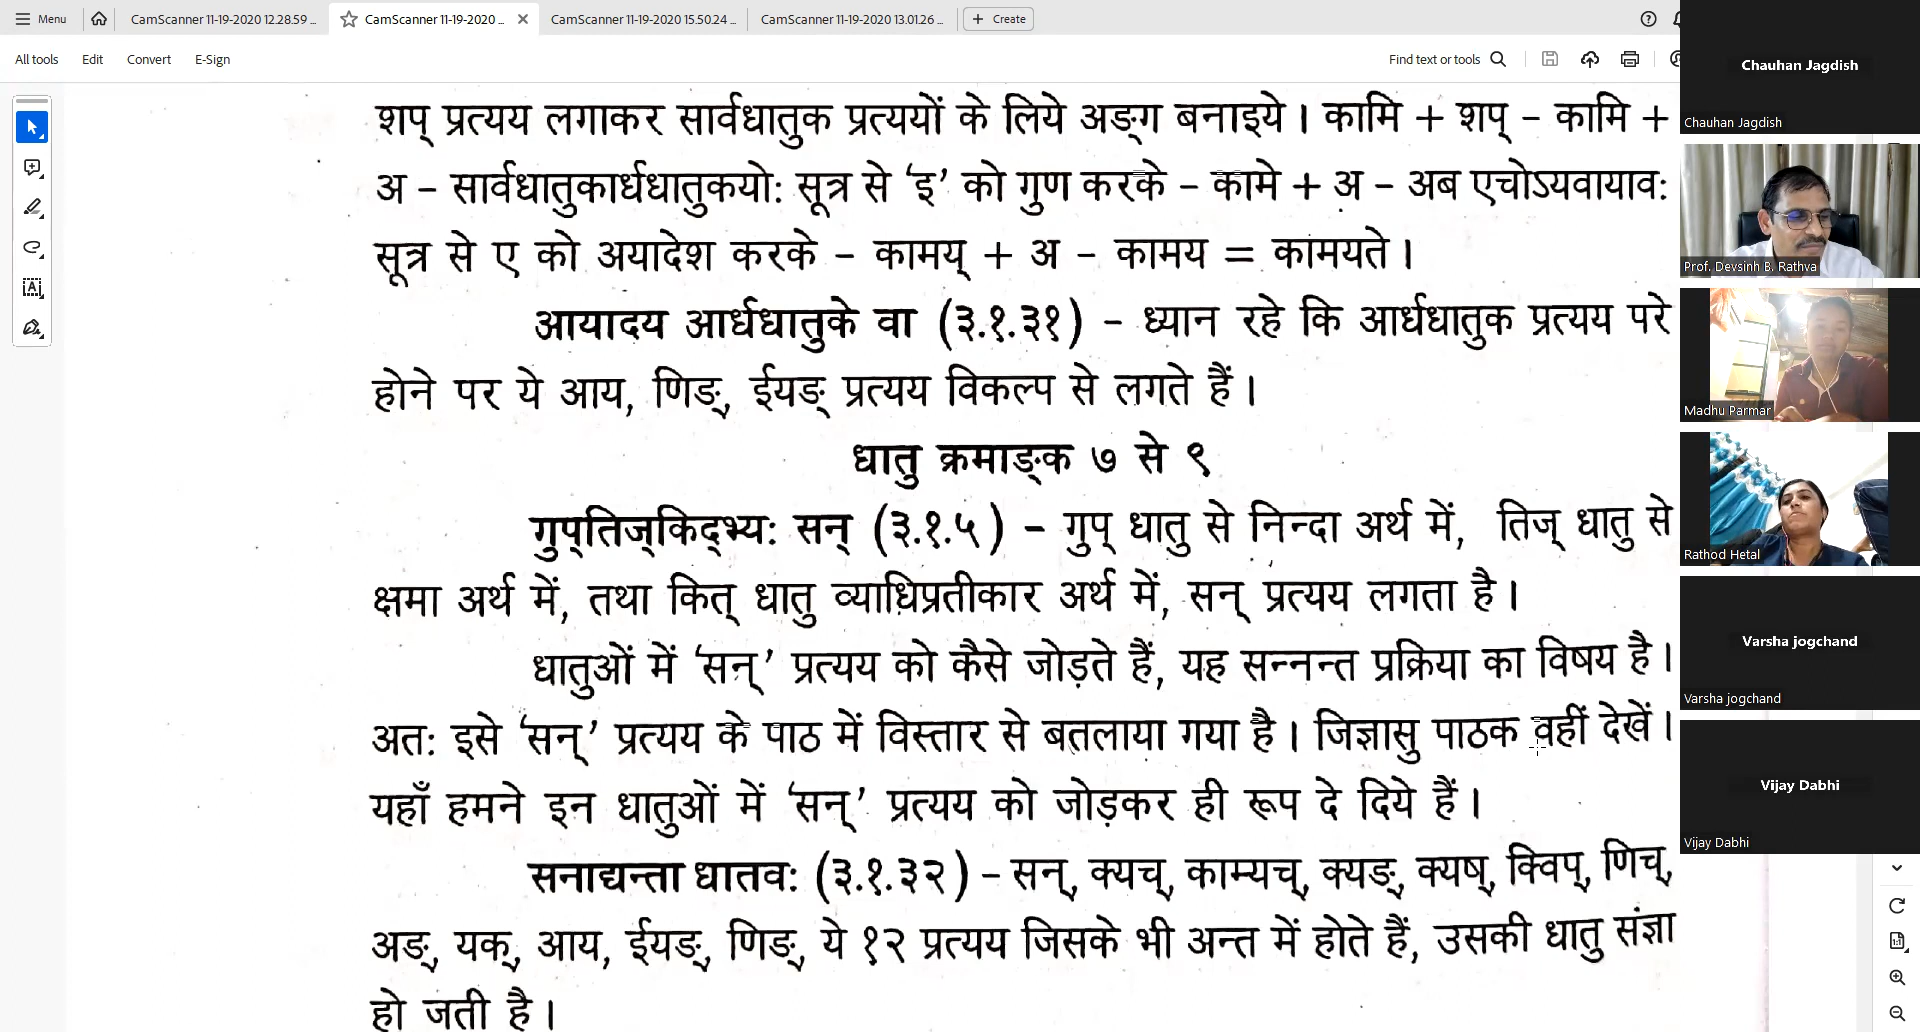 Menu
CamScanner 11-19-2020 12.28.59 ...
CamScanner 11-19-2020 ...
CamScanner 11-19-2020 15.50.24 ...
CamScanner 11-19-2020 13.01.26 ...
Create
All tools
Edit
Convert
E-Sign
Find text or tools
शप् प्रत्यय लगाकर सार्वधातुक प्रत्ययों के लिये अङ्ग बनाइये । कामि + शप् – कामि +
अ – सार्वधातुकार्धधातुकयो: सूत्र से ‘इ’ को गुण करके – कामे + अ – अब एचोऽयवायाव:
सूत्र से ए को अयादेश करके – कामय् + अ – कामय = कामयते ।
आयादय आर्धधातुके वा (३.१.३१) – ध्यान रहे कि आर्धधातुक प्रत्यय परे
होने पर ये आय, णिङ्, ईयङ् प्रत्यय विकल्प से लगते हैं ।
धातु क्रमाङ्क ७ से ९
गुप्तिज्किद्भ्य: सन् (३.१.५) – गुप् धातु से निन्दा अर्थ में, तिज् धातु से
क्षमा अर्थ में, तथा कित् धातु व्याधिप्रतीकार अर्थ में, सन् प्रत्यय लगता है ।
धातुओं में ‘सन्’ प्रत्यय को कैसे जोड़ते हैं, यह सन्नन्त प्रक्रिया का विषय है ।
अत: इसे ‘सन्’ प्रत्यय के पाठ में विस्तार से बतलाया गया है । जिज्ञासु पाठक वहीं देखें ।
यहाँ हमने इन धातुओं में ‘सन्’ प्रत्यय को जोड़कर ही रूप दे दिये हैं ।
सनाद्यन्ता धातव: (३.१.३२) – सन्, क्यच्, काम्यच्, क्यङ्, क्यष्, क्विप्, णिच्,
अङ्, यक्, आय, ईयङ्, णिङ्, ये १२ प्रत्यय जिसके भी अन्त में होते हैं, उसकी धातु संज्ञा
हो जती है ।
Chauhan Jagdish
Chauhan Jagdish
Prof. Devsinh B. Rathva
Madhu Parmar
Rathod Hetal
Varsha jogchand
Varsha jogchand
Vijay Dabhi
Vijay Dabhi